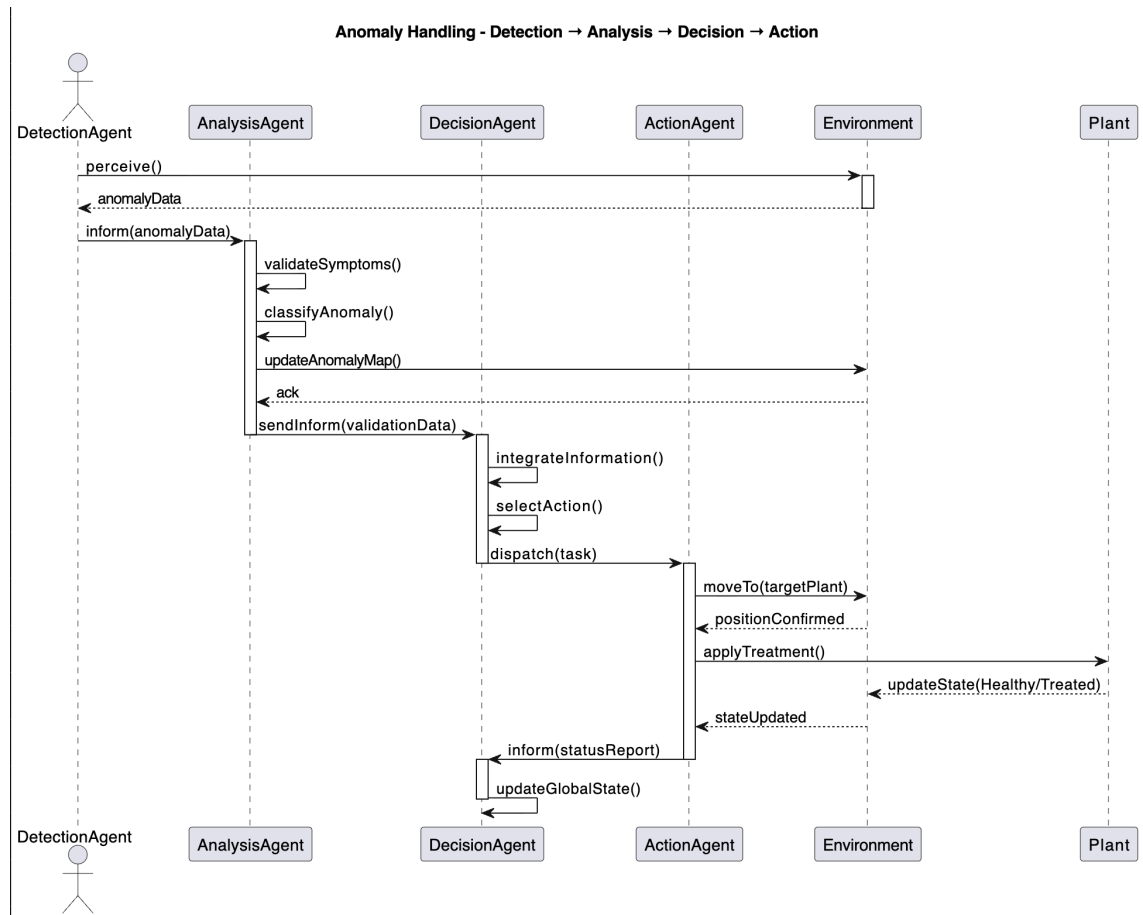 Anomaly Handling - Detection → Analysis → Decision → Action
DetectionAgent
AnalysisAgent
DecisionAgent
ActionAgent
Environment
Plant
perceive()
anomalyData
inform(anomalyData)
validateSymptoms()
classifyAnomaly()
updateAnomalyMap()
ack
sendInform(validationData)
integrateInformation()
selectAction()
dispatch(task)
moveTo(targetPlant)
positionConfirmed
applyTreatment()
updateState(Healthy/Treated)
stateUpdated
inform(statusReport)
updateGlobalState()
DetectionAgent
AnalysisAgent
DecisionAgent
ActionAgent
Environment
Plant